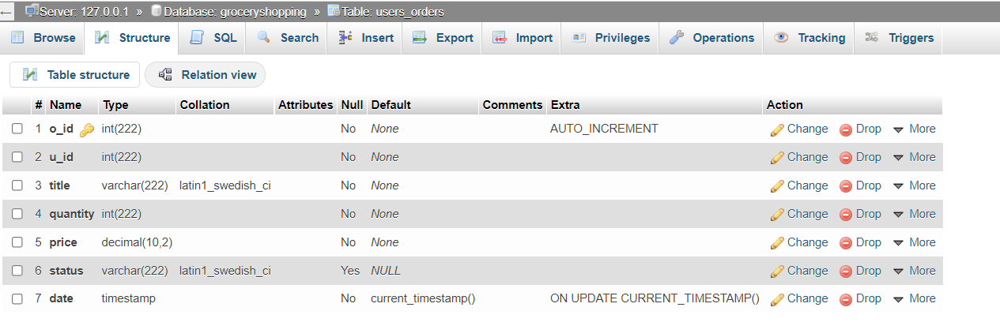 ← Server: 127.0.0.1 » Database: groceryshopping » Table: users_orders
Browse Structure SQL Search Insert Export Import Privileges Operations Tracking Triggers
Table structure Relation view
# Name Type Collation Attributes Null Default Comments Extra Action
1 o_id int(222) No None AUTO_INCREMENT Change Drop More
2 u_id int(222) No None Change Drop More
3 title varchar(222) latin1_swedish_ci No None Change Drop More
4 quantity int(222) No None Change Drop More
5 price decimal(10,2) No None Change Drop More
6 status varchar(222) latin1_swedish_ci Yes NULL Change Drop More
7 date timestamp No current_timestamp() ON UPDATE CURRENT_TIMESTAMP() Change Drop More